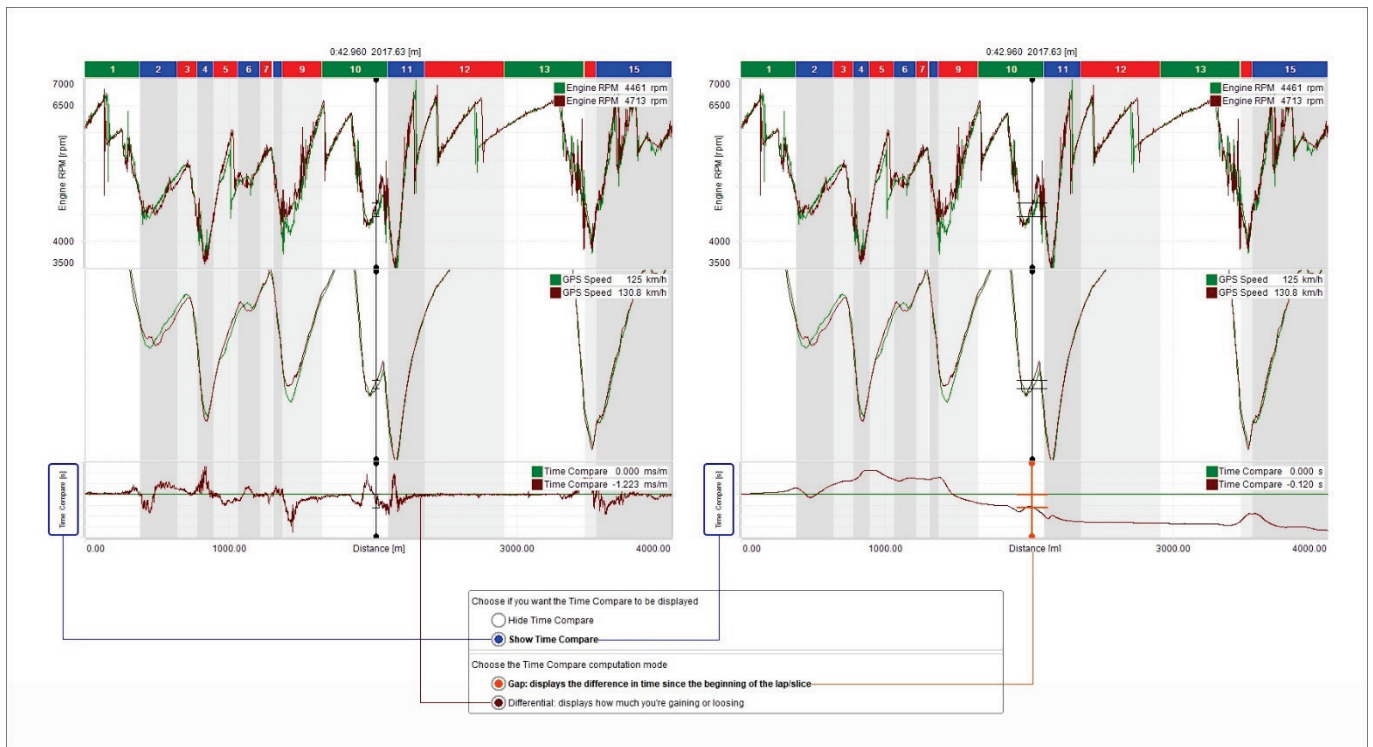 0:42.960 2017.63 [m]
1 2 3 4 5 6 7 9 10 11 12 13 15
7000
6500
4000
3500
Engine RPM [rpm]
Engine RPM 4461 rpm
Engine RPM 4713 rpm
GPS Speed 125 km/h
GPS Speed 130.8 km/h
Time Compare [s]
Time Compare 0.000 ms/m
Time Compare -1.223 ms/m
0.00 1000.00 Distance [m] 3000.00 4000.00
0:42.960 2017.63 [m]
1 2 3 4 5 6 7 9 10 11 12 13 15
7000
6500
4000
3500
Engine RPM [rpm]
Engine RPM 4461 rpm
Engine RPM 4713 rpm
GPS Speed 125 km/h
GPS Speed 130.8 km/h
Time Compare [s]
Time Compare 0.000 s
Time Compare -0.120 s
0.00 1000.00 Distance [m] 3000.00 4000.00
Choose if you want the Time Compare to be displayed
Hide Time Compare
Show Time Compare
Choose the Time Compare computation mode
Gap: displays the difference in time since the beginning of the lap/slice
Differential: displays how much you're gaining or loosing